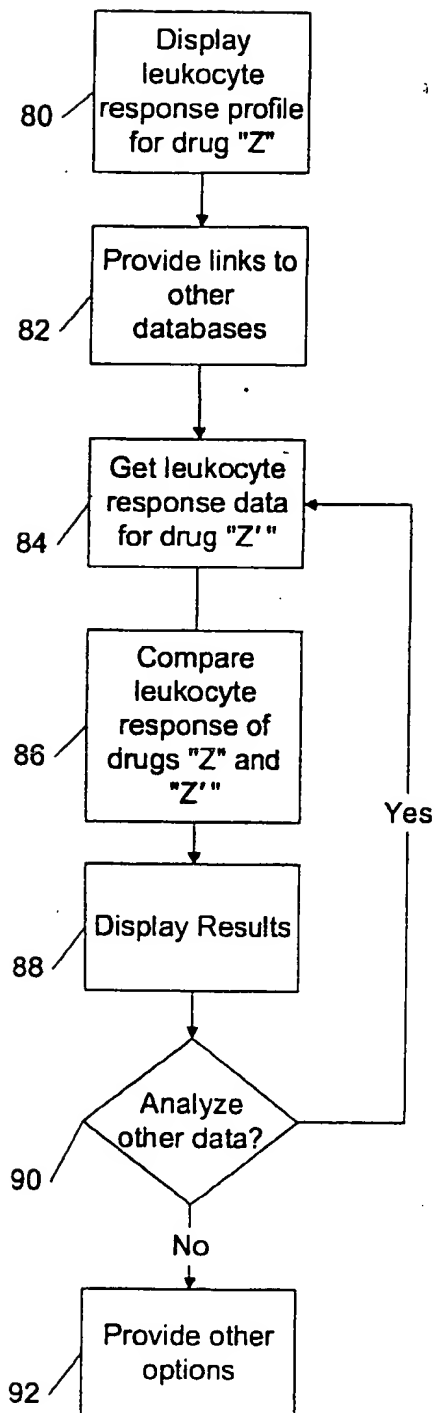 Display
leukocyte
response profile
for drug "Z"
80
Provide links to
other
databases
82
Get leukocyte
response data
for drug "Z' "
84
Compare
leukocyte
response of
drugs "Z" and
"Z' "
86
Yes
Display Results
88
Analyze
other data?
90
No
Provide other
options
92